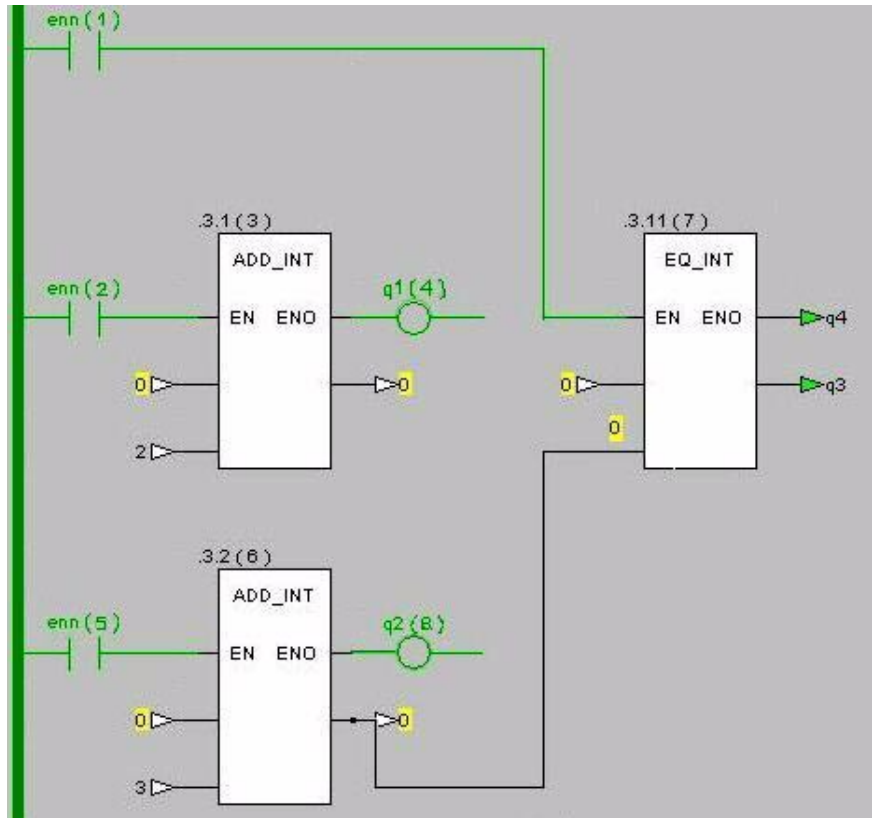 enn(1)
.3.1(3)
.3.11(7)
ADD_INT
EQ_INT
enn(2)
q1(4)
EN ENO
EN ENO
q4
0
0
0
q3
0
2
.3.2(6)
ADD_INT
enn(5)
q2(8)
EN ENO
0
0
3